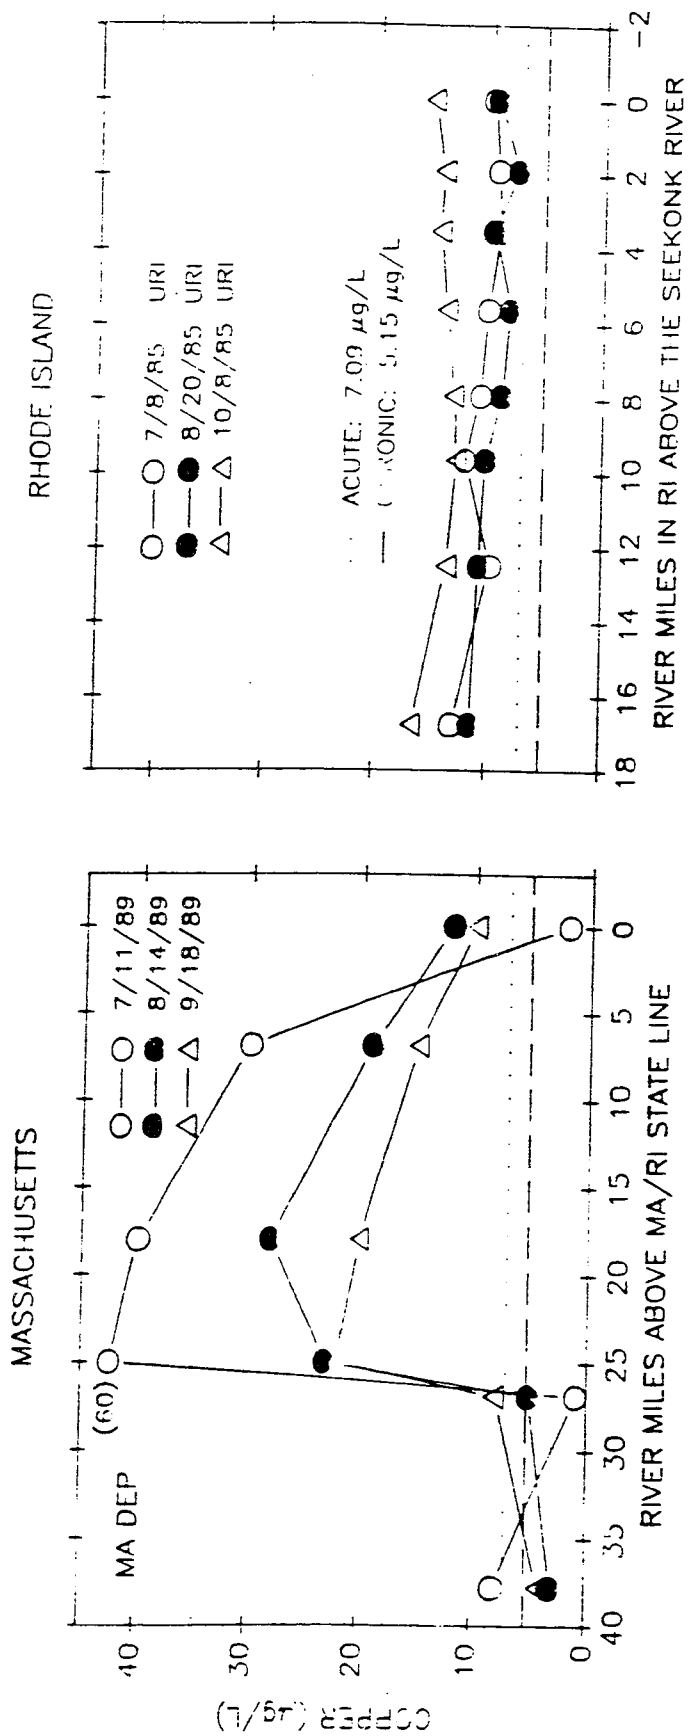 MASSACHUSETTS
MA DEP
(60)
7/11/89
8/14/89
9/18/89
COPPER (µg/L)
40
30
20
10
0
40
35
30
25
20
15
10
5
0
RIVER MILES ABOVE MA/RI STATE LINE
RHODE ISLAND
7/8/85 URI
8/20/85 URI
10/8/85 URI
ACUTE: 7.09 µg/L
5.15 µg/L
18
16
14
12
10
8
6
4
2
0
-2
RIVER MILES IN RI ABOVE THE SEEKONK RIVER